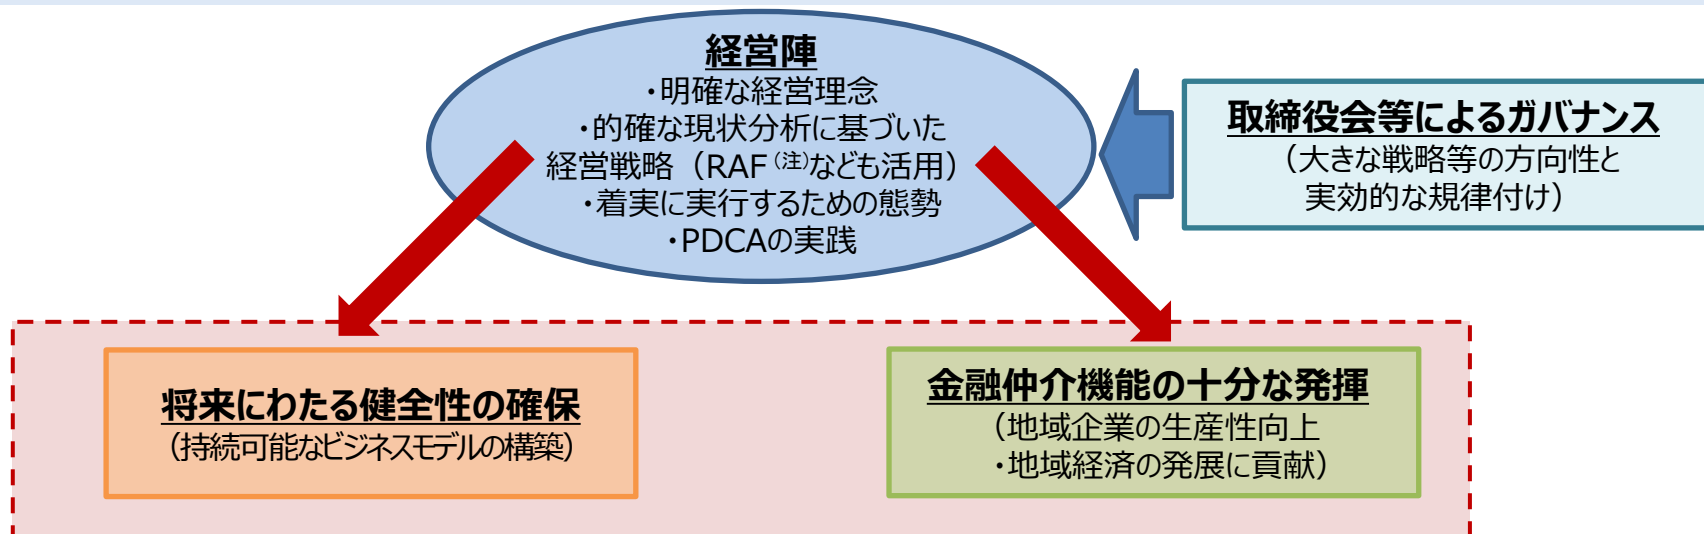 経営陣
・明確な経営理念
・的確な現状分析に基づいた
経営戦略（RAF（注）なども活用）
・着実に実行するための態勢
・PDCAの実践
取締役会等によるガバナンス
（大きな戦略等の方向性と
実効的な規律付け）
将来にわたる健全性の確保
（持続可能なビジネスモデルの構築）
金融仲介機能の十分な発揮
（地域企業の生産性向上
・地域経済の発展に貢献）